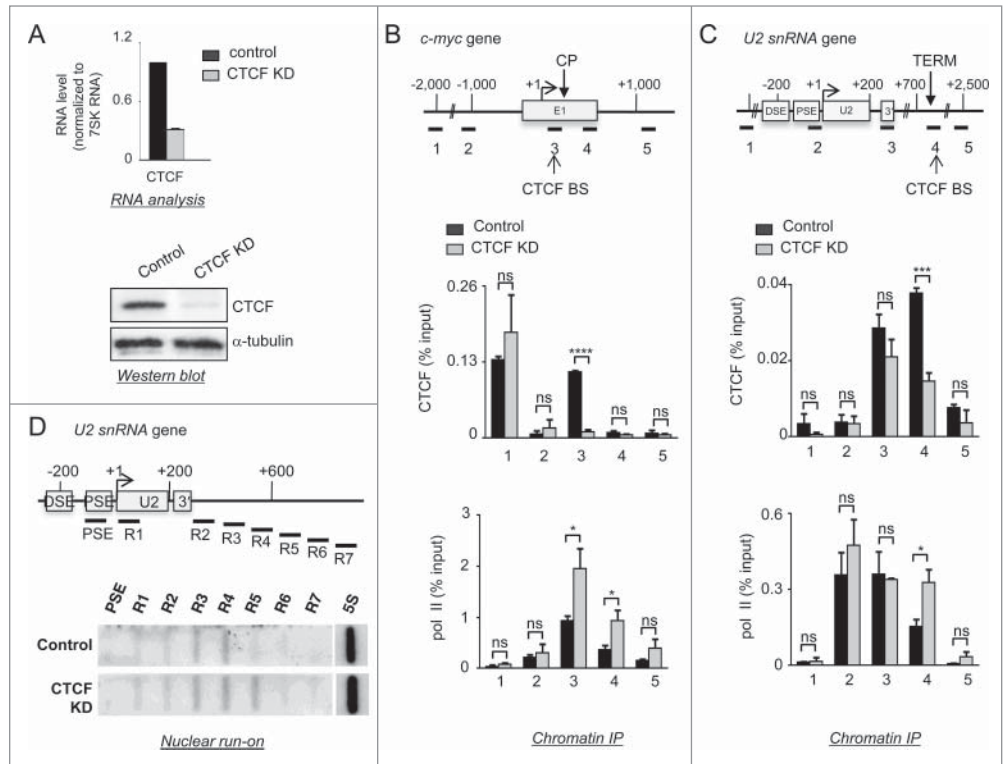 A
RNA level
(normalized to
7SK RNA)
1.2
0.6
0
control
CTCF KD
CTCF
RNA analysis
Control
CTCF KD
CTCF
α-tubulin
Western blot
B
c-myc gene
CP
-2,000 -1,000 +1 +1,000
E1
1 2 3 4 5
CTCF BS
Control
CTCF KD
CTCF (% input)
0.26
0.13
0
ns ns **** ns ns
1 2 3 4 5
pol II (% input)
3
2
1
0
ns ns * * ns
1 2 3 4 5
Chromatin IP
C
U2 snRNA gene
TERM
-200 +1 +200 +700 +2,500
DSE PSE U2 3'
1 2 3 4 5
CTCF BS
Control
CTCF KD
CTCF (% input)
0.04
0.02
0
ns ns ns *** ns
1 2 3 4 5
pol II (% input)
0.6
0.3
0
ns ns ns * ns
1 2 3 4 5
Chromatin IP
D
U2 snRNA gene
-200 +1 +200 +600
DSE PSE U2 3'
PSE R1 R2 R3 R4 R5 R6 R7
PSE R1 R2 R3 R4 R5 R6 R7 5S
Control
CTCF
KD
Nuclear run-on